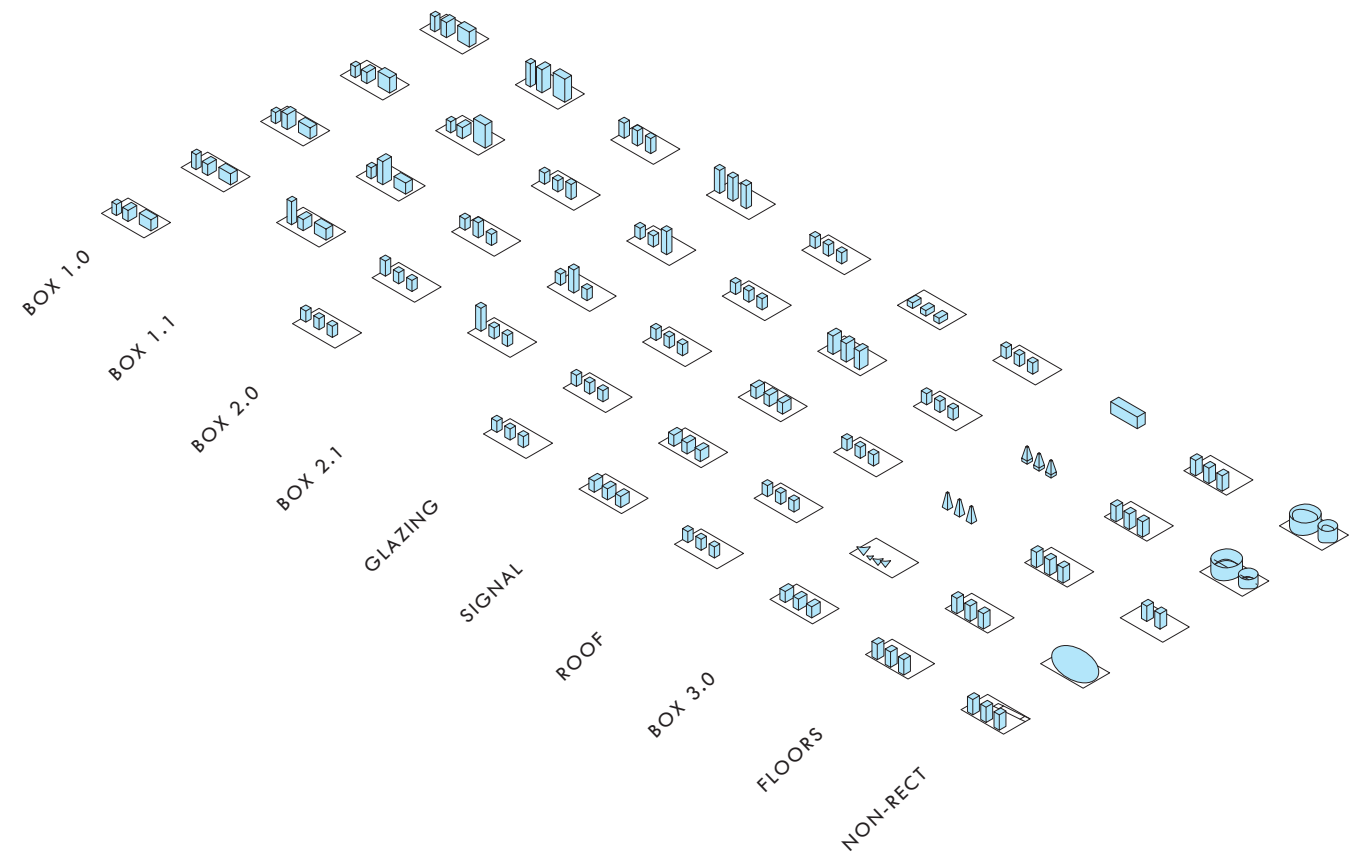 BOX 1.0
BOX 1.1
BOX 2.0
BOX 2.1
GLAZING
SIGNAL
ROOF
BOX 3.0
FLOORS
NON-RECT